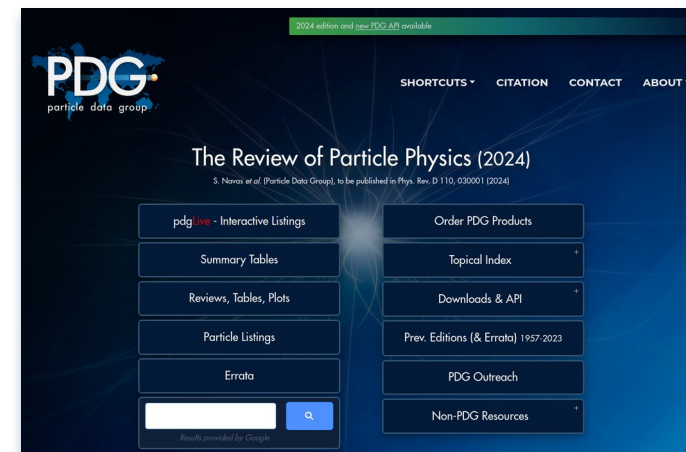 2024 edition and new PDG API available
PDG
particle data group
SHORTCUTS CITATION CONTACT ABOUT
The Review of Particle Physics (2024)
S. Navas et al. (Particle Data Group), to be published in Phys. Rev. D 110, 030001 (2024)
pdgLive - Interactive Listings
Summary Tables
Reviews, Tables, Plots
Particle Listings
Errata
Results provided by Google
Order PDG Products
Topical Index +
Downloads & API +
Prev. Editions (& Errata) 1957-2023
PDG Outreach
Non-PDG Resources +